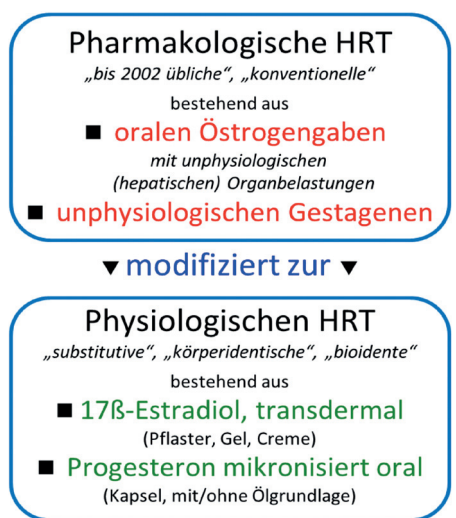 Pharmakologische HRT
„bis 2002 übliche“, „konventionelle“
bestehend aus
■ oralen Östrogengaben
mit unphysiologischen
(hepatischen) Organbelastungen
■ unphysiologischen Gestagenen
▼ modifiziert zur ▼
Physiologischen HRT
„substitutive“, „körperidentische“, „bioidente“
bestehend aus
■ 17ß-Estradiol, transdermal
(Pflaster, Gel, Creme)
■ Progesteron mikronisiert oral
(Kapsel, mit/ohne Ölgrundlage)